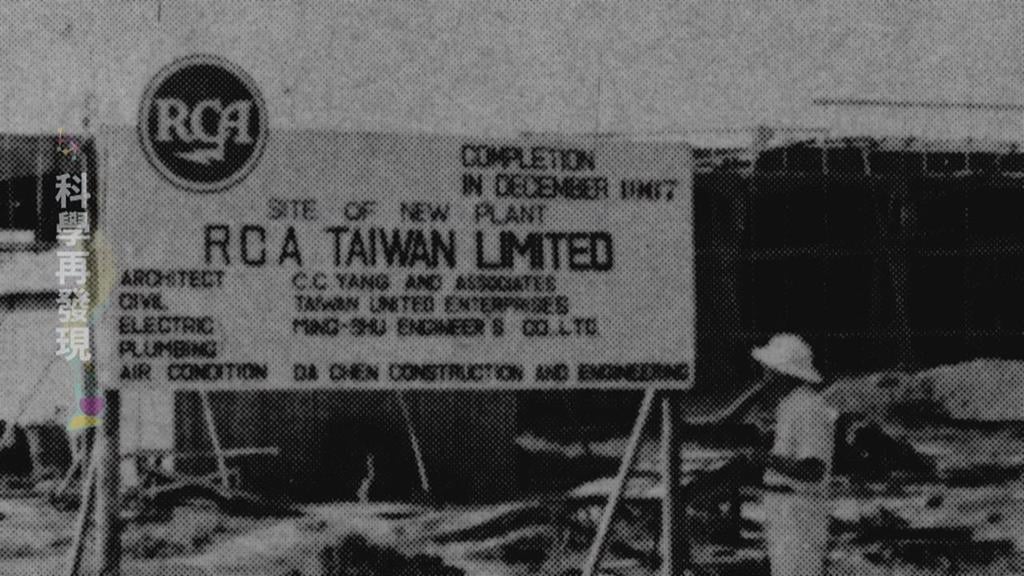 RCA
COMPLETION
IN DECEMBER 1967
SITE OF NEW PLANT
RCA TAIWAN LIMITED
ARCHITECT C.C YANG AND ASSOCIATES
CIVIL TAIWAN UNITED ENTERPRISES
ELECTRIC MING-SHU ENGINEER'S CO.LTD
PLUMBING
AIR CONDITION DA CHEN CONSTRUCTION AND ENGINEERING
科學再發現